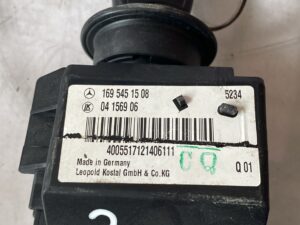 169 545 15 08 5234
04 1569 06
4005517121406111
Made in Germany
Leopold Kostal GmbH & Co.KG
Q 01